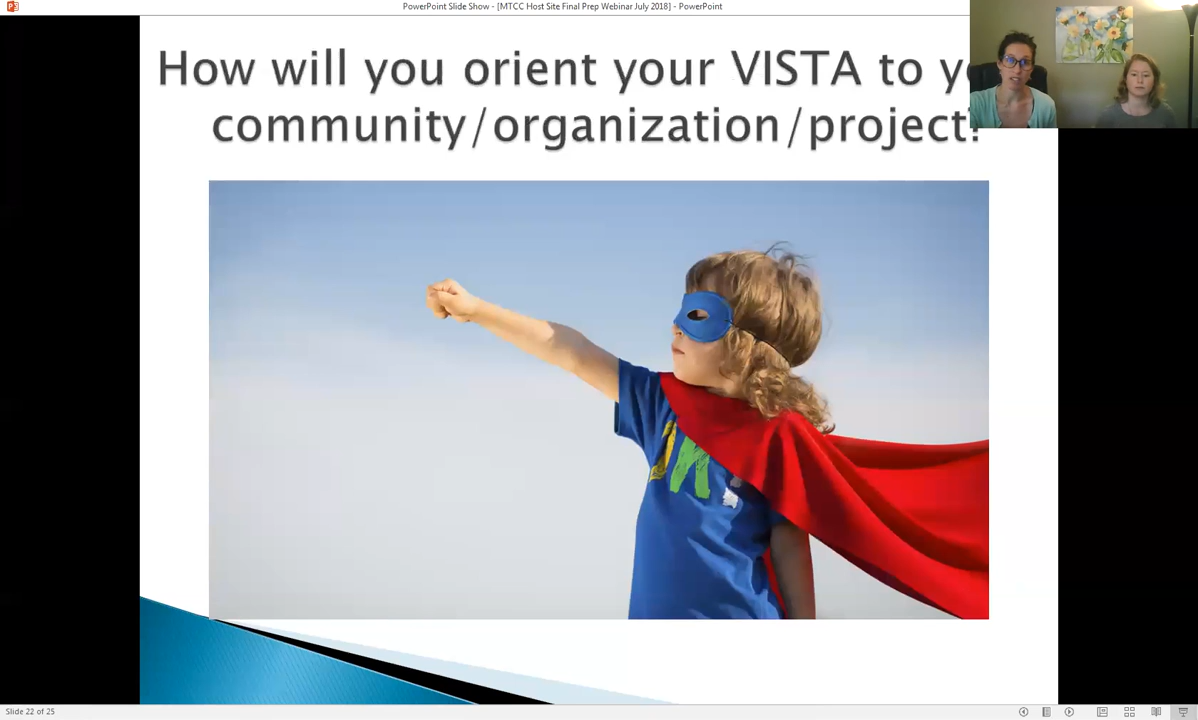 PowerPoint Slide Show - [MTCC Host Site Final Prep Webinar July 2018] - PowerPoint
How will you orient your VISTA to
community/organization/project?
Slide 22 of 25